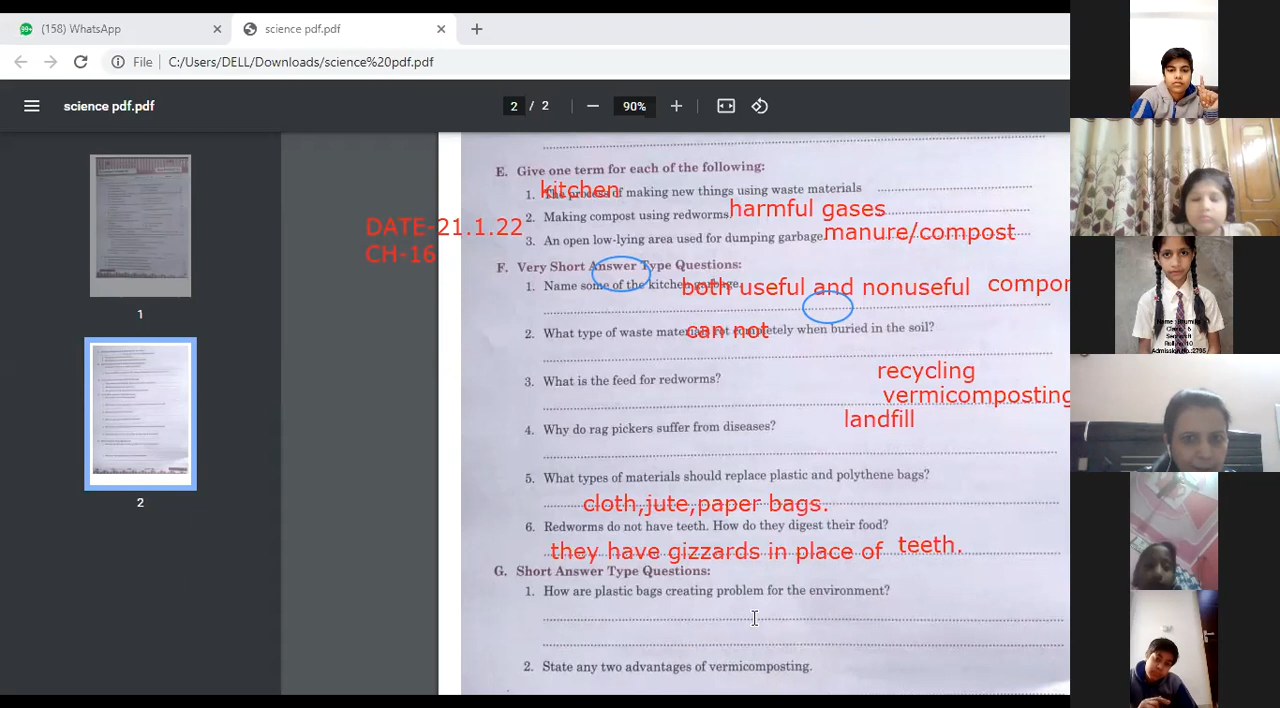 (158) WhatsApp
science pdf.pdf
File C:/Users/DELL/Downloads/science%20pdf.pdf
science pdf.pdf
2 / 2
90%
E. Give one term for each of the following:
kitchen
1. The process of making new things using waste materials
2. Making compost using redworms.
harmful gases
DATE-21.1.22
3. An open low-lying area used for dumping garbage.
manure/compost
CH-16
F. Very Short Answer Type Questions:
1. Name some of the kitchen garbage.
both useful and nonuseful
2. What type of waste materials rot completely when buried in the soil?
can not
3. What is the feed for redworms?
recycling
vermicomposting
4. Why do rag pickers suffer from diseases?
landfill
5. What types of materials should replace plastic and polythene bags?
cloth,jute,paper bags.
6. Redworms do not have teeth. How do they digest their food?
they have gizzards in place of teeth.
G. Short Answer Type Questions:
1. How are plastic bags creating problem for the environment?
2. State any two advantages of vermicomposting.
1
2